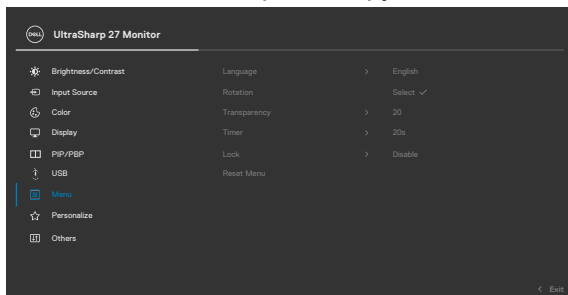 DELL UltraSharp 27 Monitor
Brightness/Contrast Language > English
Input Source Rotation Select ✓
Color Transparency > 20
Display Timer > 20s
PIP/PBP Lock > Disable
USB Reset Menu
Menu
Personalize
Others
< Exit